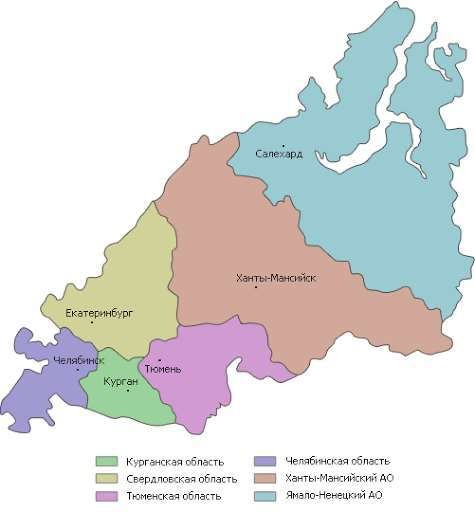 Салехард
Ханты-Мансийск
Екатеринбург
Челябинск
Тюмень
Курган
Курганская область
Челябинская область
Свердловская область
Ханты-Мансийский АО
Тюменская область
Ямало-Ненецкий АО